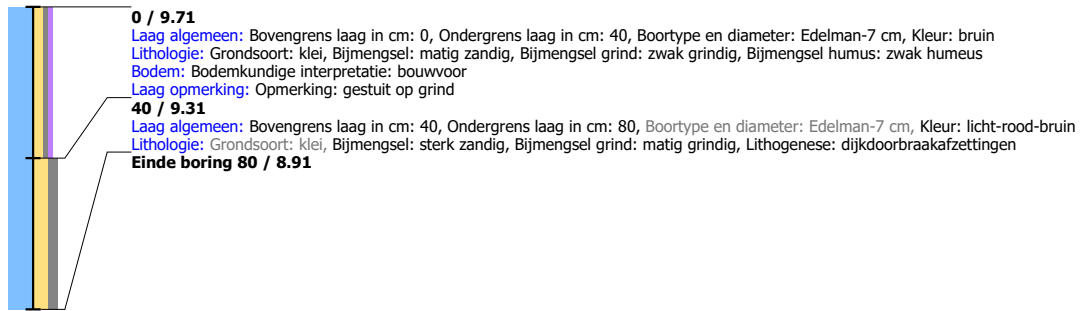 0 / 9.71
Laag algemeen: Bovengrens laag in cm: 0, Ondergrens laag in cm: 40, Boortype en diameter: Edelman-7 cm, Kleur: bruin
Lithologie: Grondsoort: klei, Bijmengsel: matig zandig, Bijmengsel grind: zwak grindig, Bijmengsel humus: zwak humeus
Bodem: Bodemkundige interpretatie: bouwvoor
Laag opmerking: Opmerking: gestuit op grind
40 / 9.31
Laag algemeen: Bovengrens laag in cm: 40, Ondergrens laag in cm: 80, Boortype en diameter: Edelman-7 cm, Kleur: licht-rood-bruin
Lithologie: Grondsoort: klei, Bijmengsel: sterk zandig, Bijmengsel grind: matig grindig, Lithogenese: dijkdoorbraakafzettingen
Einde boring 80 / 8.91